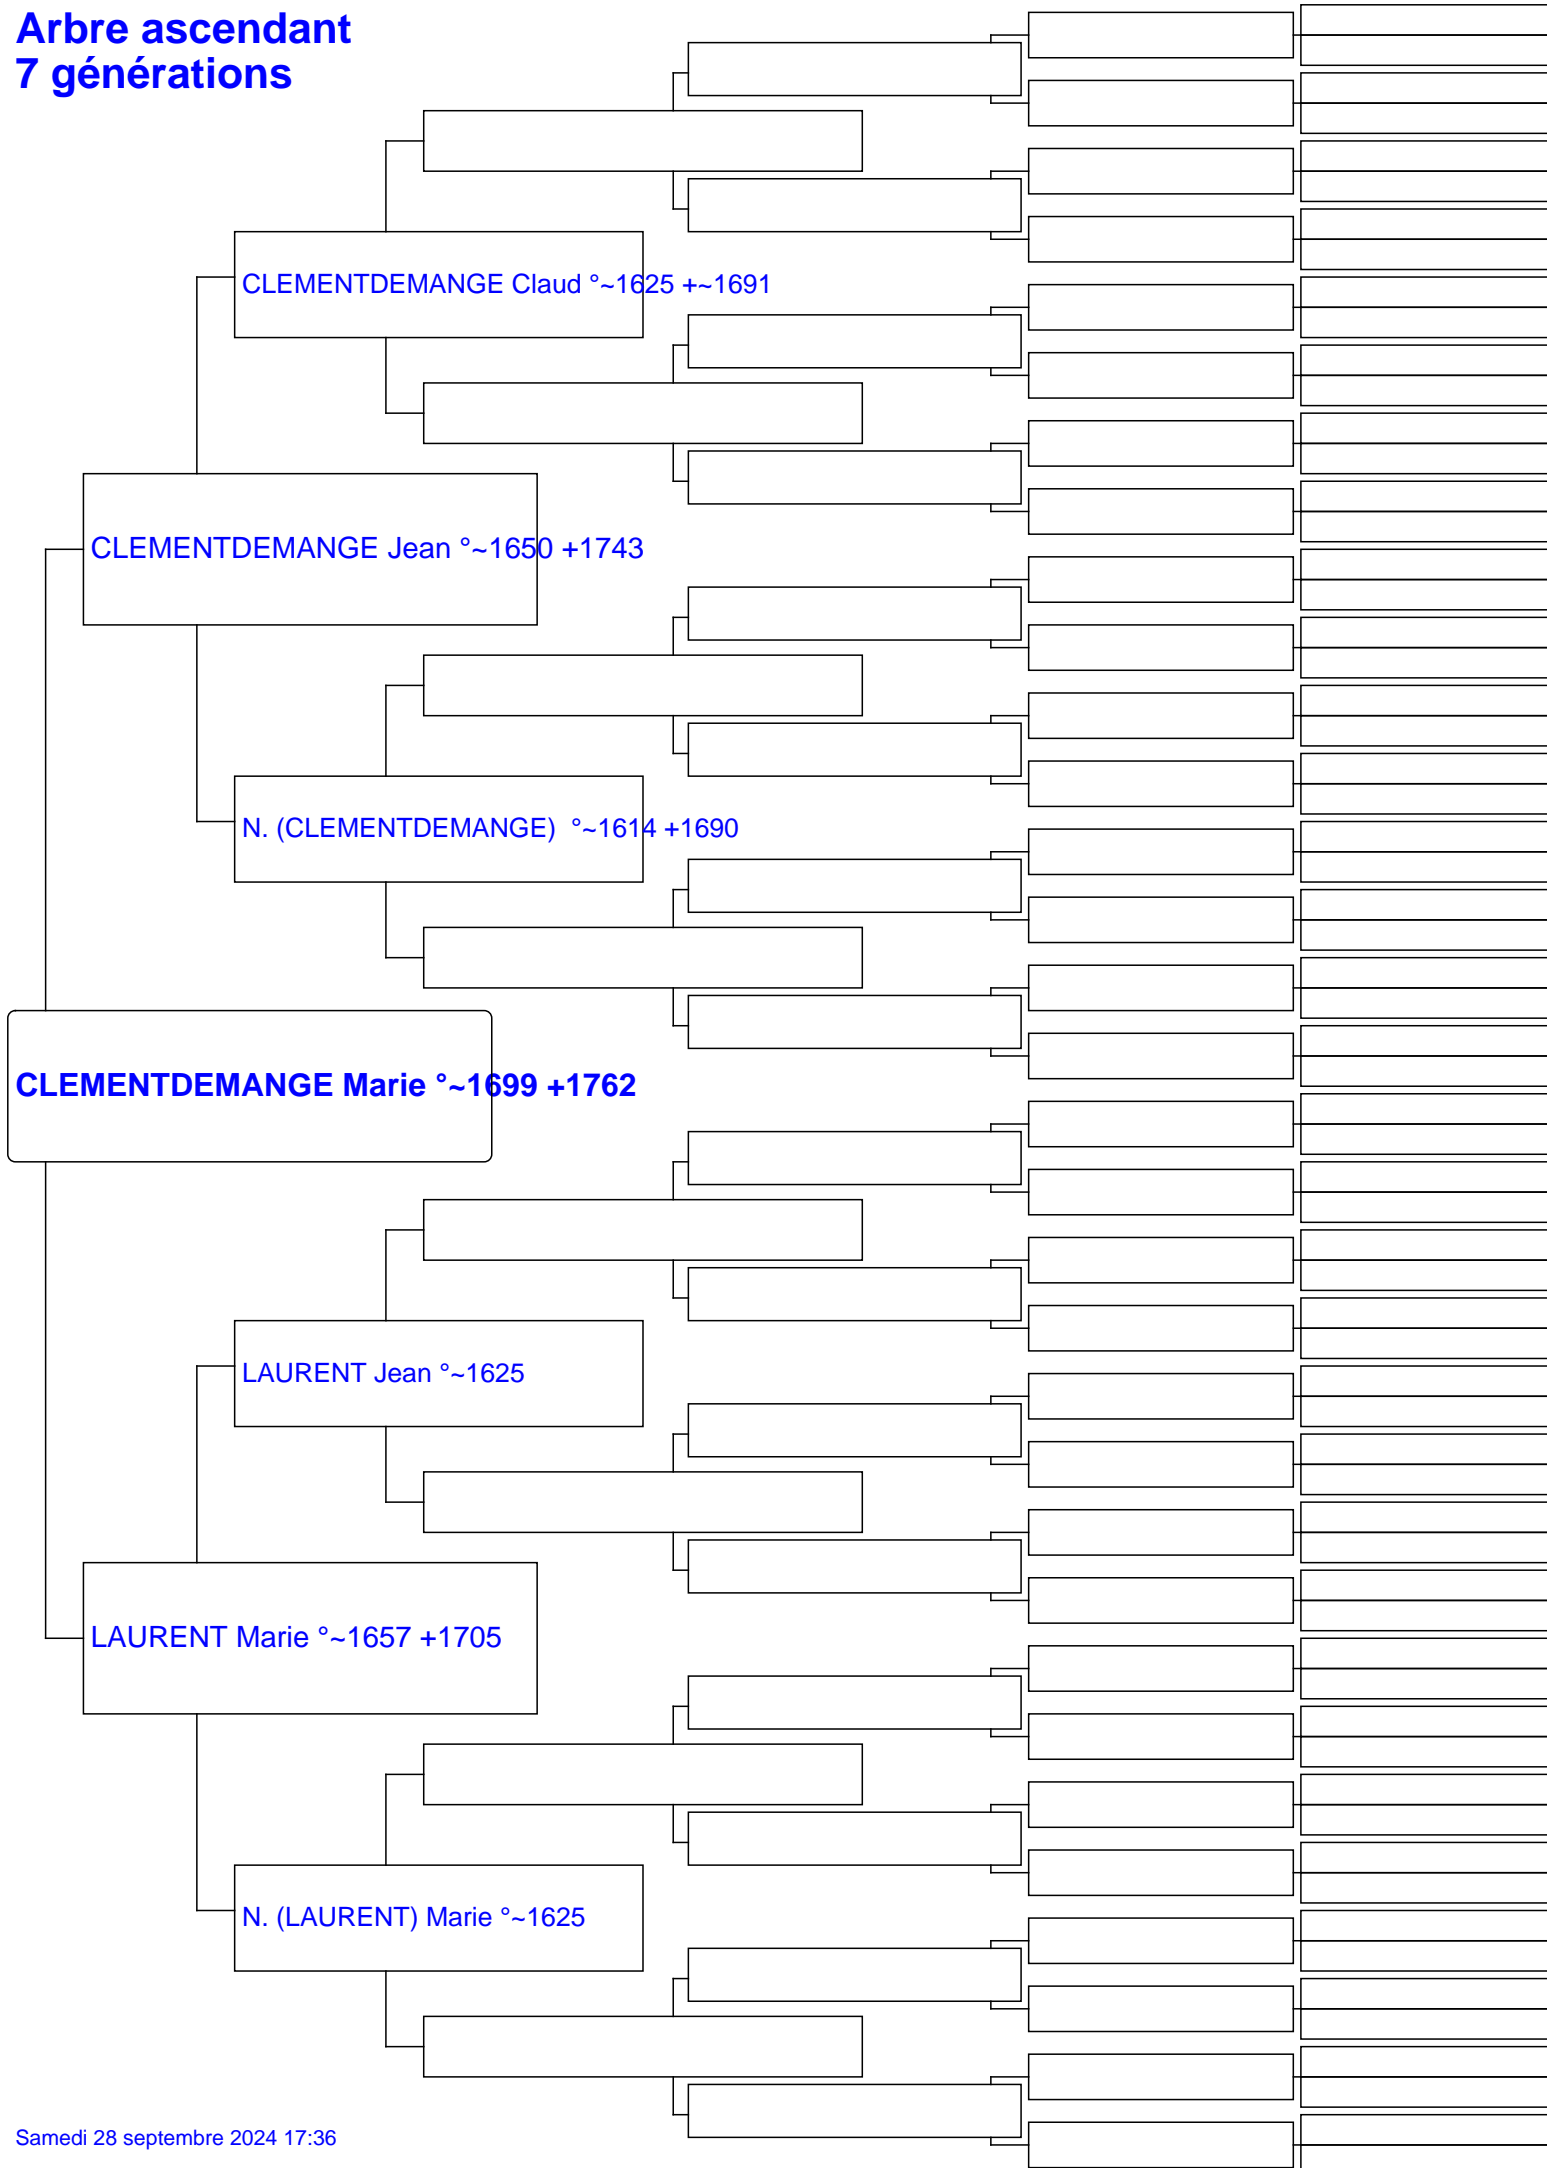 Arbre ascendant
7 générations
CLEMENTDEMANGE Claud °~1625 +~1691
CLEMENTDEMANGE Jean °~1650 +1743
N. (CLEMENTDEMANGE)  °~1614 +1690
CLEMENTDEMANGE Marie °~1699 +1762
LAURENT Jean °~1625
LAURENT Marie °~1657 +1705
N. (LAURENT) Marie °~1625
Samedi 28 septembre 2024 17:36